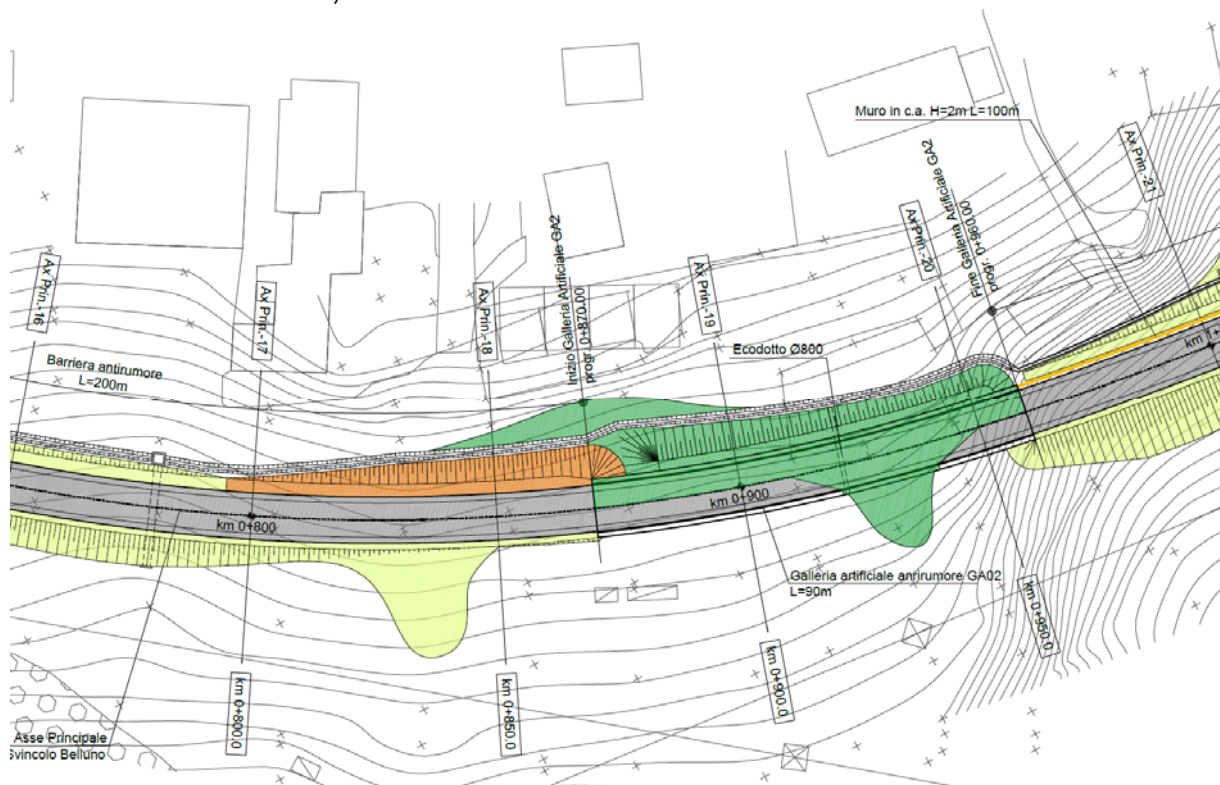 Muro in c.a. H=2m L=100m
Ax Prin.-16
Ax Prin.-17
Ax Prin.-18
Inizio Galleria Artificiale GA2
progr. 0+870.00
Ax Prin.-19
Ax Prin.-20
Fine Galleria Artificiale GA2
progr. 0+960.00
Ax Prin.-21
Barriera antirumore
L=200m
Ecodotto Ø800
km 0+800
km 0+900
km 1+
Galleria artificiale anrirumore GA02
L=90m
km 0+800.0
km 0+850.0
km 0+900.0
km 0+950.0
Asse Principale
Svincolo Belluno